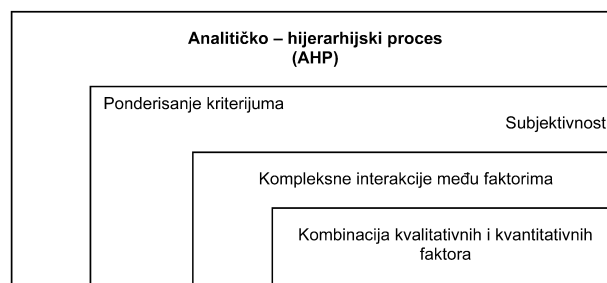 Analitičko – hijerarhijski proces
(AHP)
Ponderisanje kriterijuma
Subjektivnost
Kompleksne interakcije među faktorima
Kombinacija kvalitativnih i kvantitativnih
faktora